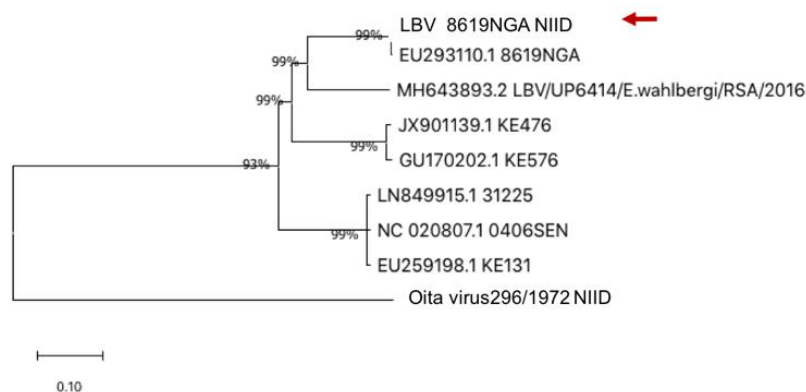 LBV 8619NGA NIID
99%
EU293110.1 8619NGA
99%
MH643893.2 LBV/UP6414/E.wahlbergi/RSA/2016
99%
JX901139.1 KE476
99%
GU170202.1 KE576
93%
LN849915.1 31225
NC 020807.1 0406SEN
99%
EU259198.1 KE131
Oita virus296/1972 NIID
0.10